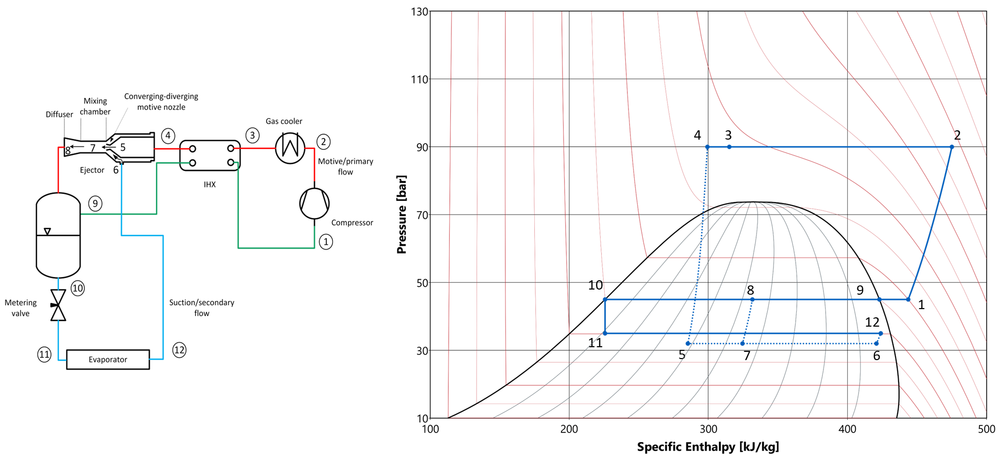 Converging-diverging
motive nozzle
Mixing
chamber
Diffuser
4
3
Gas cooler
2
8
7
5
Ejector
6
IHX
Motive/primary
flow
9
Compressor
1
10
Metering
valve
Suction/secondary
flow
11
Evaporator
12
130
110
90
70
50
30
10
Pressure [bar]
4
3
2
10
8
9
1
12
11
5
7
6
100
200
300
400
500
Specific Enthalpy [kJ/kg]